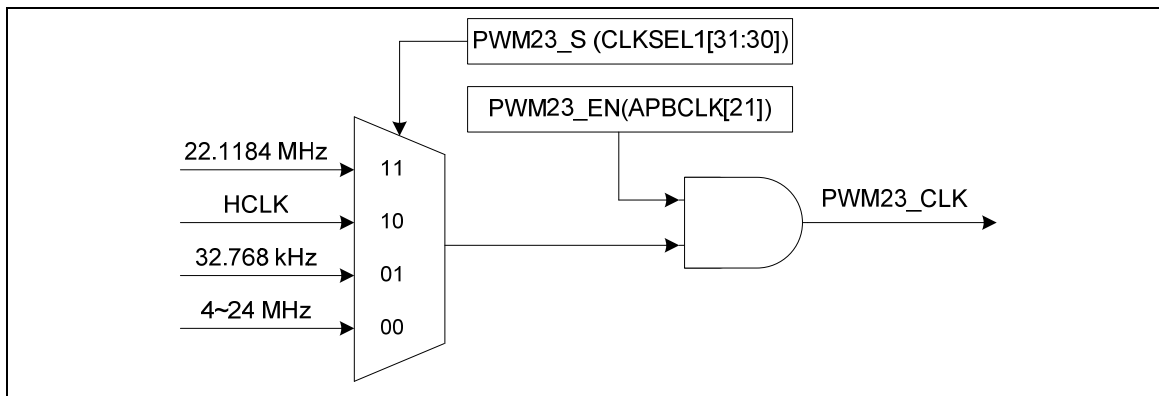 PWM23_S (CLKSEL1[31:30])
PWM23_EN(APBCLK[21])
22.1184 MHz
11
HCLK
10
32.768 kHz
01
4~24 MHz
00
PWM23_CLK